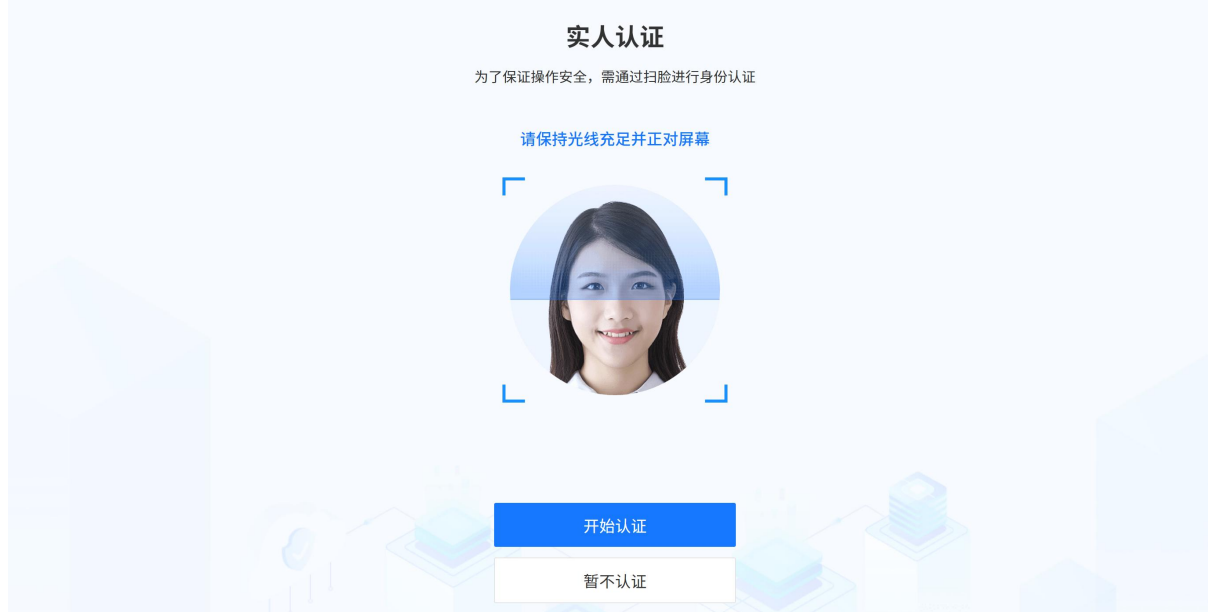 实人认证
为了保证操作安全，需通过扫脸进行身份认证
请保持光线充足并正对屏幕
开始认证
暂不认证